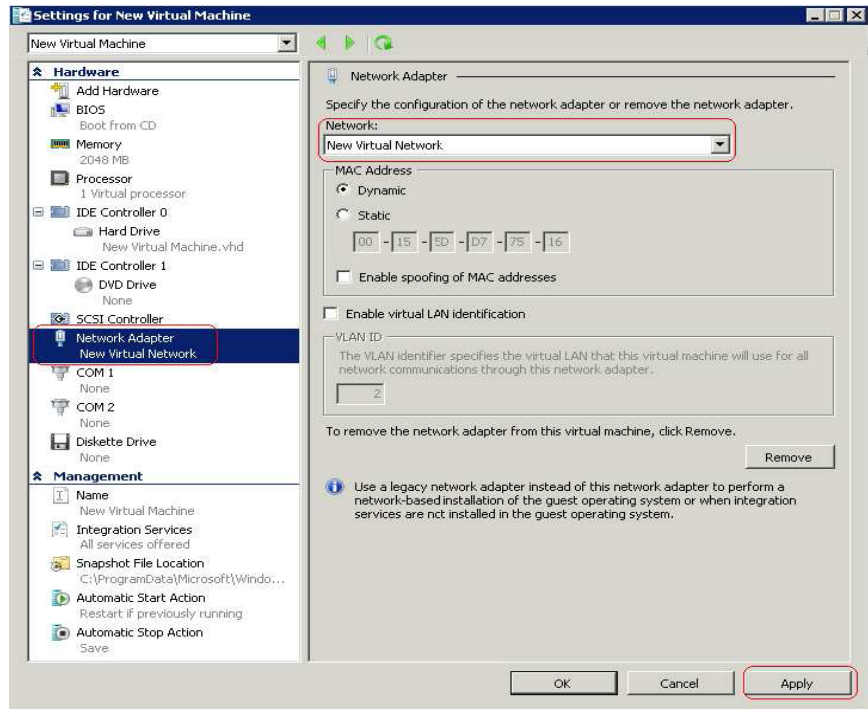 Settings for New Virtual Machine
New Virtual Machine
Hardware
Add Hardware
BIOS
Boot from CD
Memory
2048 MB
Processor
1 Virtual processor
IDE Controller 0
Hard Drive
New Virtual Machine.vhd
IDE Controller 1
DVD Drive
None
SCSI Controller
Network Adapter
New Virtual Network
COM 1
None
COM 2
None
Diskette Drive
None
Management
Name
New Virtual Machine
Integration Services
All services offered
Snapshot File Location
C:\ProgramData\Microsoft\Windo...
Automatic Start Action
Restart if previously running
Automatic Stop Action
Save
Network Adapter
Specify the configuration of the network adapter or remove the network adapter.
Network:
New Virtual Network
MAC Address
Dynamic
Static
00 - 15 - 5D - D7 - 75 - 16
Enable spoofing of MAC addresses
Enable virtual LAN identification
VLAN ID
The VLAN identifier specifies the virtual LAN that this virtual machine will use for all
network communications through this network adapter.
2
To remove the network adapter from this virtual machine, click Remove.
Remove
Use a legacy network adapter instead of this network adapter to perform a
network-based installation of the guest operating system or when integration
services are not installed in the guest operating system.
OK
Cancel
Apply